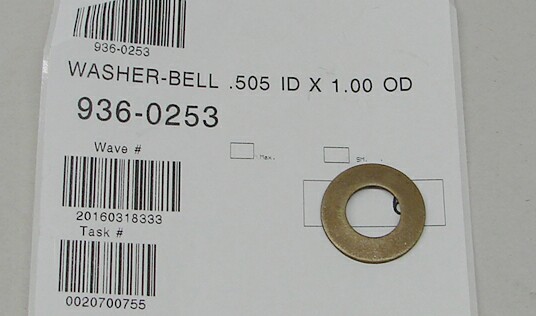 936-0253
WASHER-BELL .505 ID X 1.00 OD
936-0253
Wave #
20160318333
Task #
0020700755